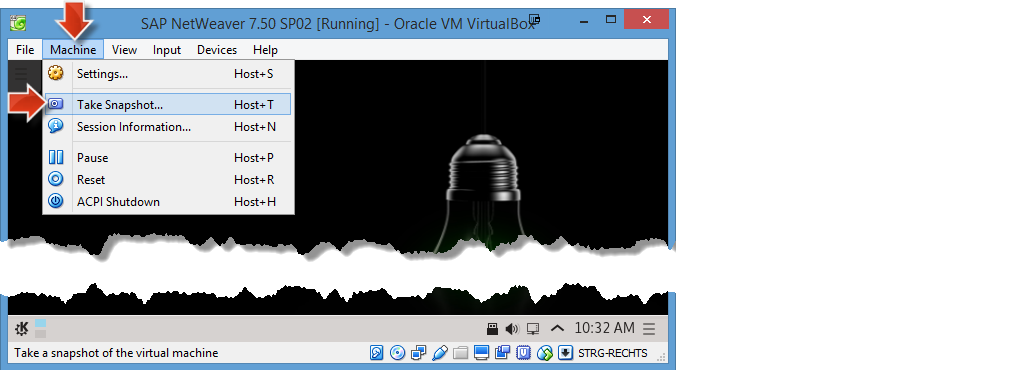 SAP NetWeaver 7.50 SP02 [Running] - Oracle VM VirtualBox
File Machine View Input Devices Help
Settings... Host+S
Take Snapshot... Host+T
Session Information... Host+N
Pause Host+P
Reset Host+R
ACPI Shutdown Host+H
10:32 AM
Take a snapshot of the virtual machine STRG-RECHTS